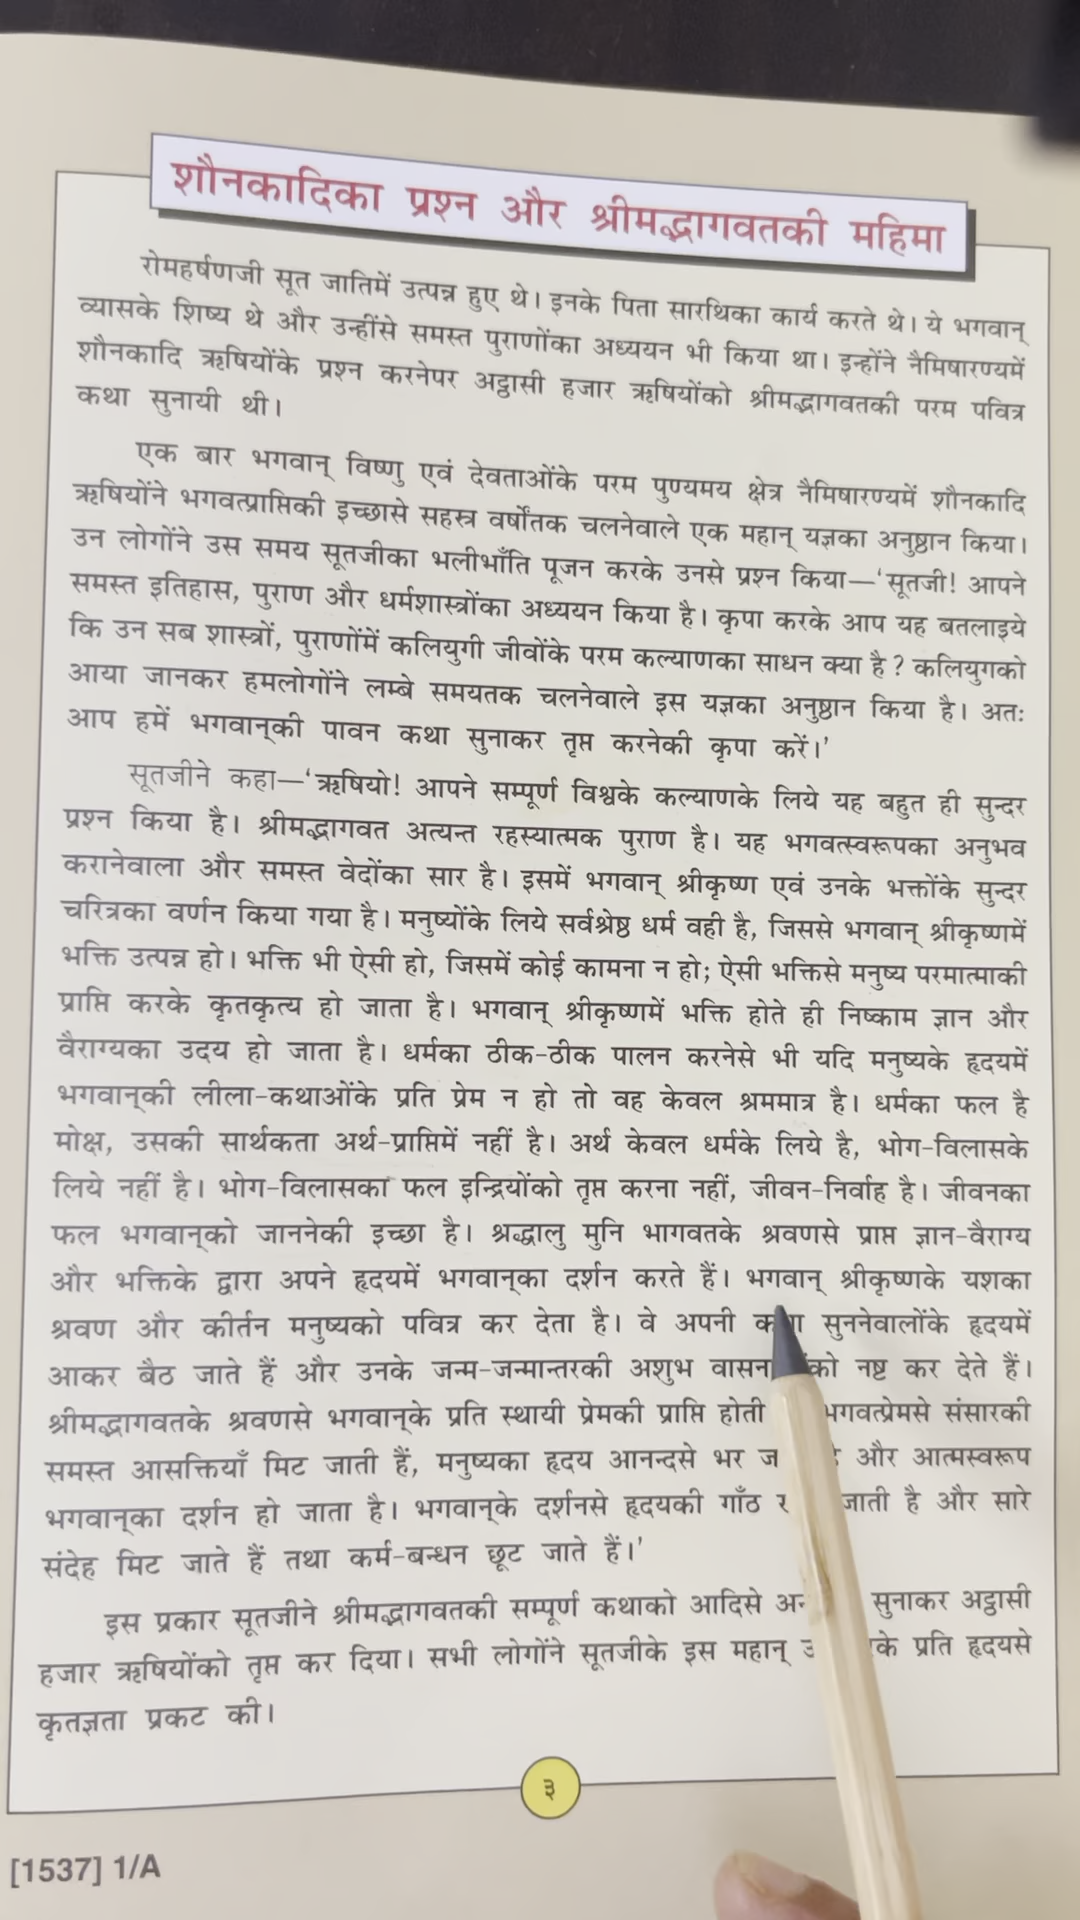 शौनकादिका प्रश्न और श्रीमद्भागवतकी महिमा
रोमहर्षणजी सूत जातिमें उत्पन्न हुए थे। इनके पिता सारथिका कार्य करते थे। ये भगवान्
व्यासके शिष्य थे और उन्हींसे समस्त पुराणोंका अध्ययन भी किया था। इन्होंने नैमिषारण्यमें
शौनकादि ऋषियोंके प्रश्न करनेपर अट्ठासी हजार ऋषियोंको श्रीमद्भागवतकी परम पवित्र
कथा सुनायी थी।
एक बार भगवान् विष्णु एवं देवताओंके परम पुण्यमय क्षेत्र नैमिषारण्यमें शौनकादि
ऋषियोंने भगवत्प्राप्तिकी इच्छासे सहस्त्र वर्षोंतक चलनेवाले एक महान् यज्ञका अनुष्ठान किया।
उन लोगोंने उस समय सूतजीका भलीभाँति पूजन करके उनसे प्रश्न किया—‘सूतजी! आपने
समस्त इतिहास, पुराण और धर्मशास्त्रोंका अध्ययन किया है। कृपा करके आप यह बतलाइये
कि उन सब शास्त्रों, पुराणोंमें कलियुगी जीवोंके परम कल्याणका साधन क्या है? कलियुगको
आया जानकर हमलोगोंने लम्बे समयतक चलनेवाले इस यज्ञका अनुष्ठान किया है। अतः
आप हमें भगवान्‌की पावन कथा सुनाकर तृप्त करनेकी कृपा करें।’
सूतजीने कहा—‘ऋषियो! आपने सम्पूर्ण विश्वके कल्याणके लिये यह बहुत ही सुन्दर
प्रश्न किया है। श्रीमद्भागवत अत्यन्त रहस्यात्मक पुराण है। यह भगवत्स्वरूपका अनुभव
करानेवाला और समस्त वेदोंका सार है। इसमें भगवान् श्रीकृष्ण एवं उनके भक्तोंके सुन्दर
चरित्रका वर्णन किया गया है। मनुष्योंके लिये सर्वश्रेष्ठ धर्म वही है, जिससे भगवान् श्रीकृष्णमें
भक्ति उत्पन्न हो। भक्ति भी ऐसी हो, जिसमें कोई कामना न हो; ऐसी भक्तिसे मनुष्य परमात्माकी
प्राप्ति करके कृतकृत्य हो जाता है। भगवान् श्रीकृष्णमें भक्ति होते ही निष्काम ज्ञान और
वैराग्यका उदय हो जाता है। धर्मका ठीक-ठीक पालन करनेसे भी यदि मनुष्यके हृदयमें
भगवान्‌की लीला-कथाओंके प्रति प्रेम न हो तो वह केवल श्रममात्र है। धर्मका फल है
मोक्ष, उसकी सार्थकता अर्थ-प्राप्तिमें नहीं है। अर्थ केवल धर्मके लिये है, भोग-विलासके
लिये नहीं है। भोग-विलासका फल इन्द्रियोंको तृप्त करना नहीं, जीवन-निर्वाह है। जीवनका
फल भगवान्‌को जाननेकी इच्छा है। श्रद्धालु मुनि भागवतके श्रवणसे प्राप्त ज्ञान-वैराग्य
और भक्तिके द्वारा अपने हृदयमें भगवान्‌का दर्शन करते हैं। भगवान् श्रीकृष्णके यशका
श्रवण और कीर्तन मनुष्यको पवित्र कर देता है। वे अपनी सुननेवालोंके हृदयमें
आकर बैठ जाते हैं और उनके जन्म-जन्मान्तरकी अशुभ को नष्ट कर देते हैं।
श्रीमद्भागवतके श्रवणसे भगवान्‌के प्रति स्थायी प्रेमकी प्राप्ति होती भगवत्प्रेमसे संसारकी
समस्त आसक्तियाँ मिट जाती हैं, मनुष्यका हृदय आनन्दसे भर और आत्मस्वरूप
भगवान्‌का दर्शन हो जाता है। भगवान्‌के दर्शनसे हृदयकी गाँठ जाती है और सारे
संदेह मिट जाते हैं तथा कर्म-बन्धन छूट जाते हैं।’
इस प्रकार सूतजीने श्रीमद्भागवतकी सम्पूर्ण कथाको आदिसे सुनाकर अट्ठासी
हजार ऋषियोंको तृप्त कर दिया। सभी लोगोंने सूतजीके इस महान् के प्रति हृदयसे
कृतज्ञता प्रकट की।
३
[1537] 1/A